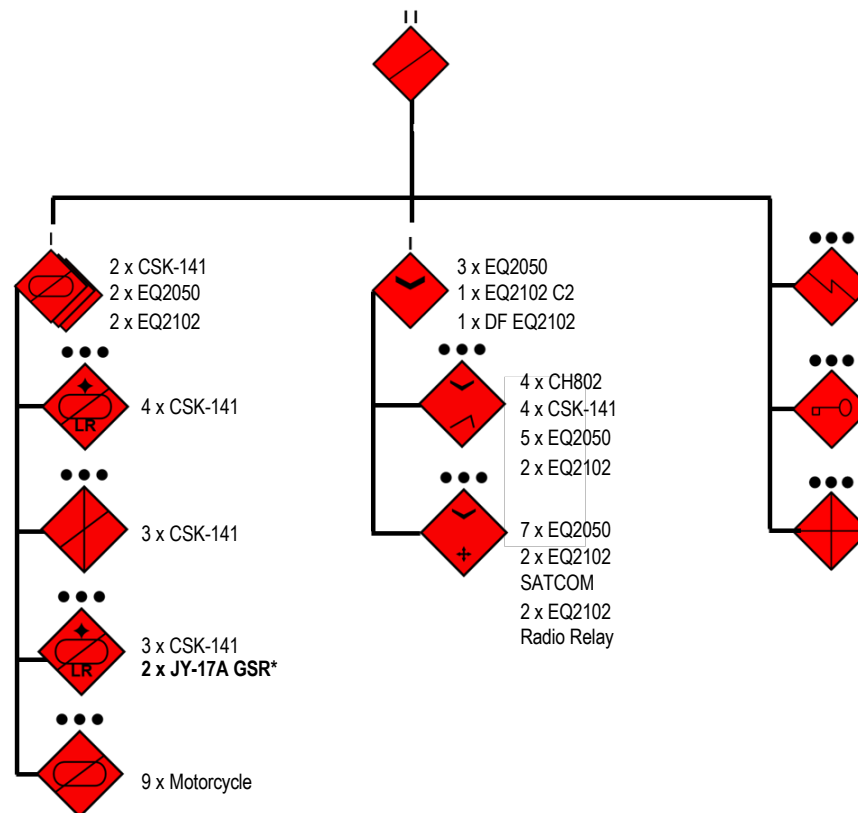 2 x CSK-141
2 x EQ2050
2 x EQ2102
LR
4 x CSK-141
3 x CSK-141
LR
3 x CSK-141
2 x JY-17A GSR*
9 x Motorcycle
3 x EQ2050
1 x EQ2102 C2
1 x DF EQ2102
4 x CH802
4 x CSK-141
5 x EQ2050
2 x EQ2102
7 x EQ2050
2 x EQ2102
SATCOM
2 x EQ2102
Radio Relay